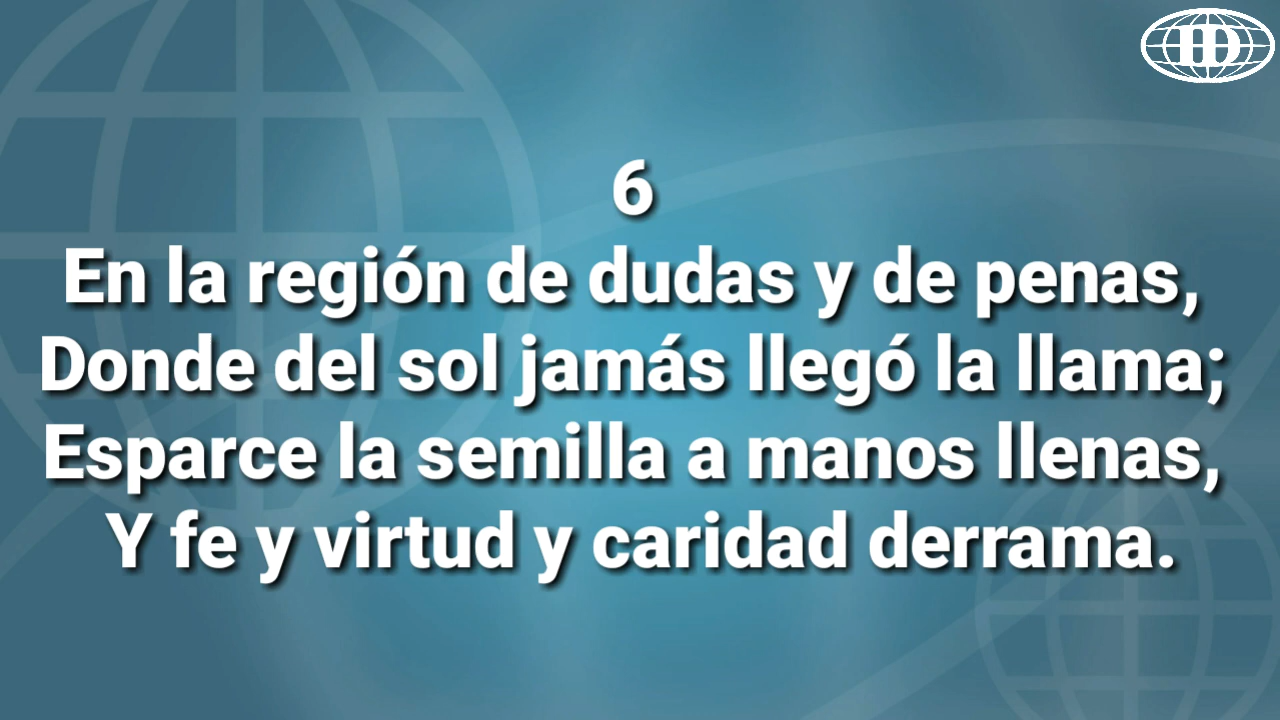 6
En la región de dudas y de penas,
Donde del sol jamás llegó la llama;
Esparce la semilla a manos llenas,
Y fe y virtud y caridad derrama.